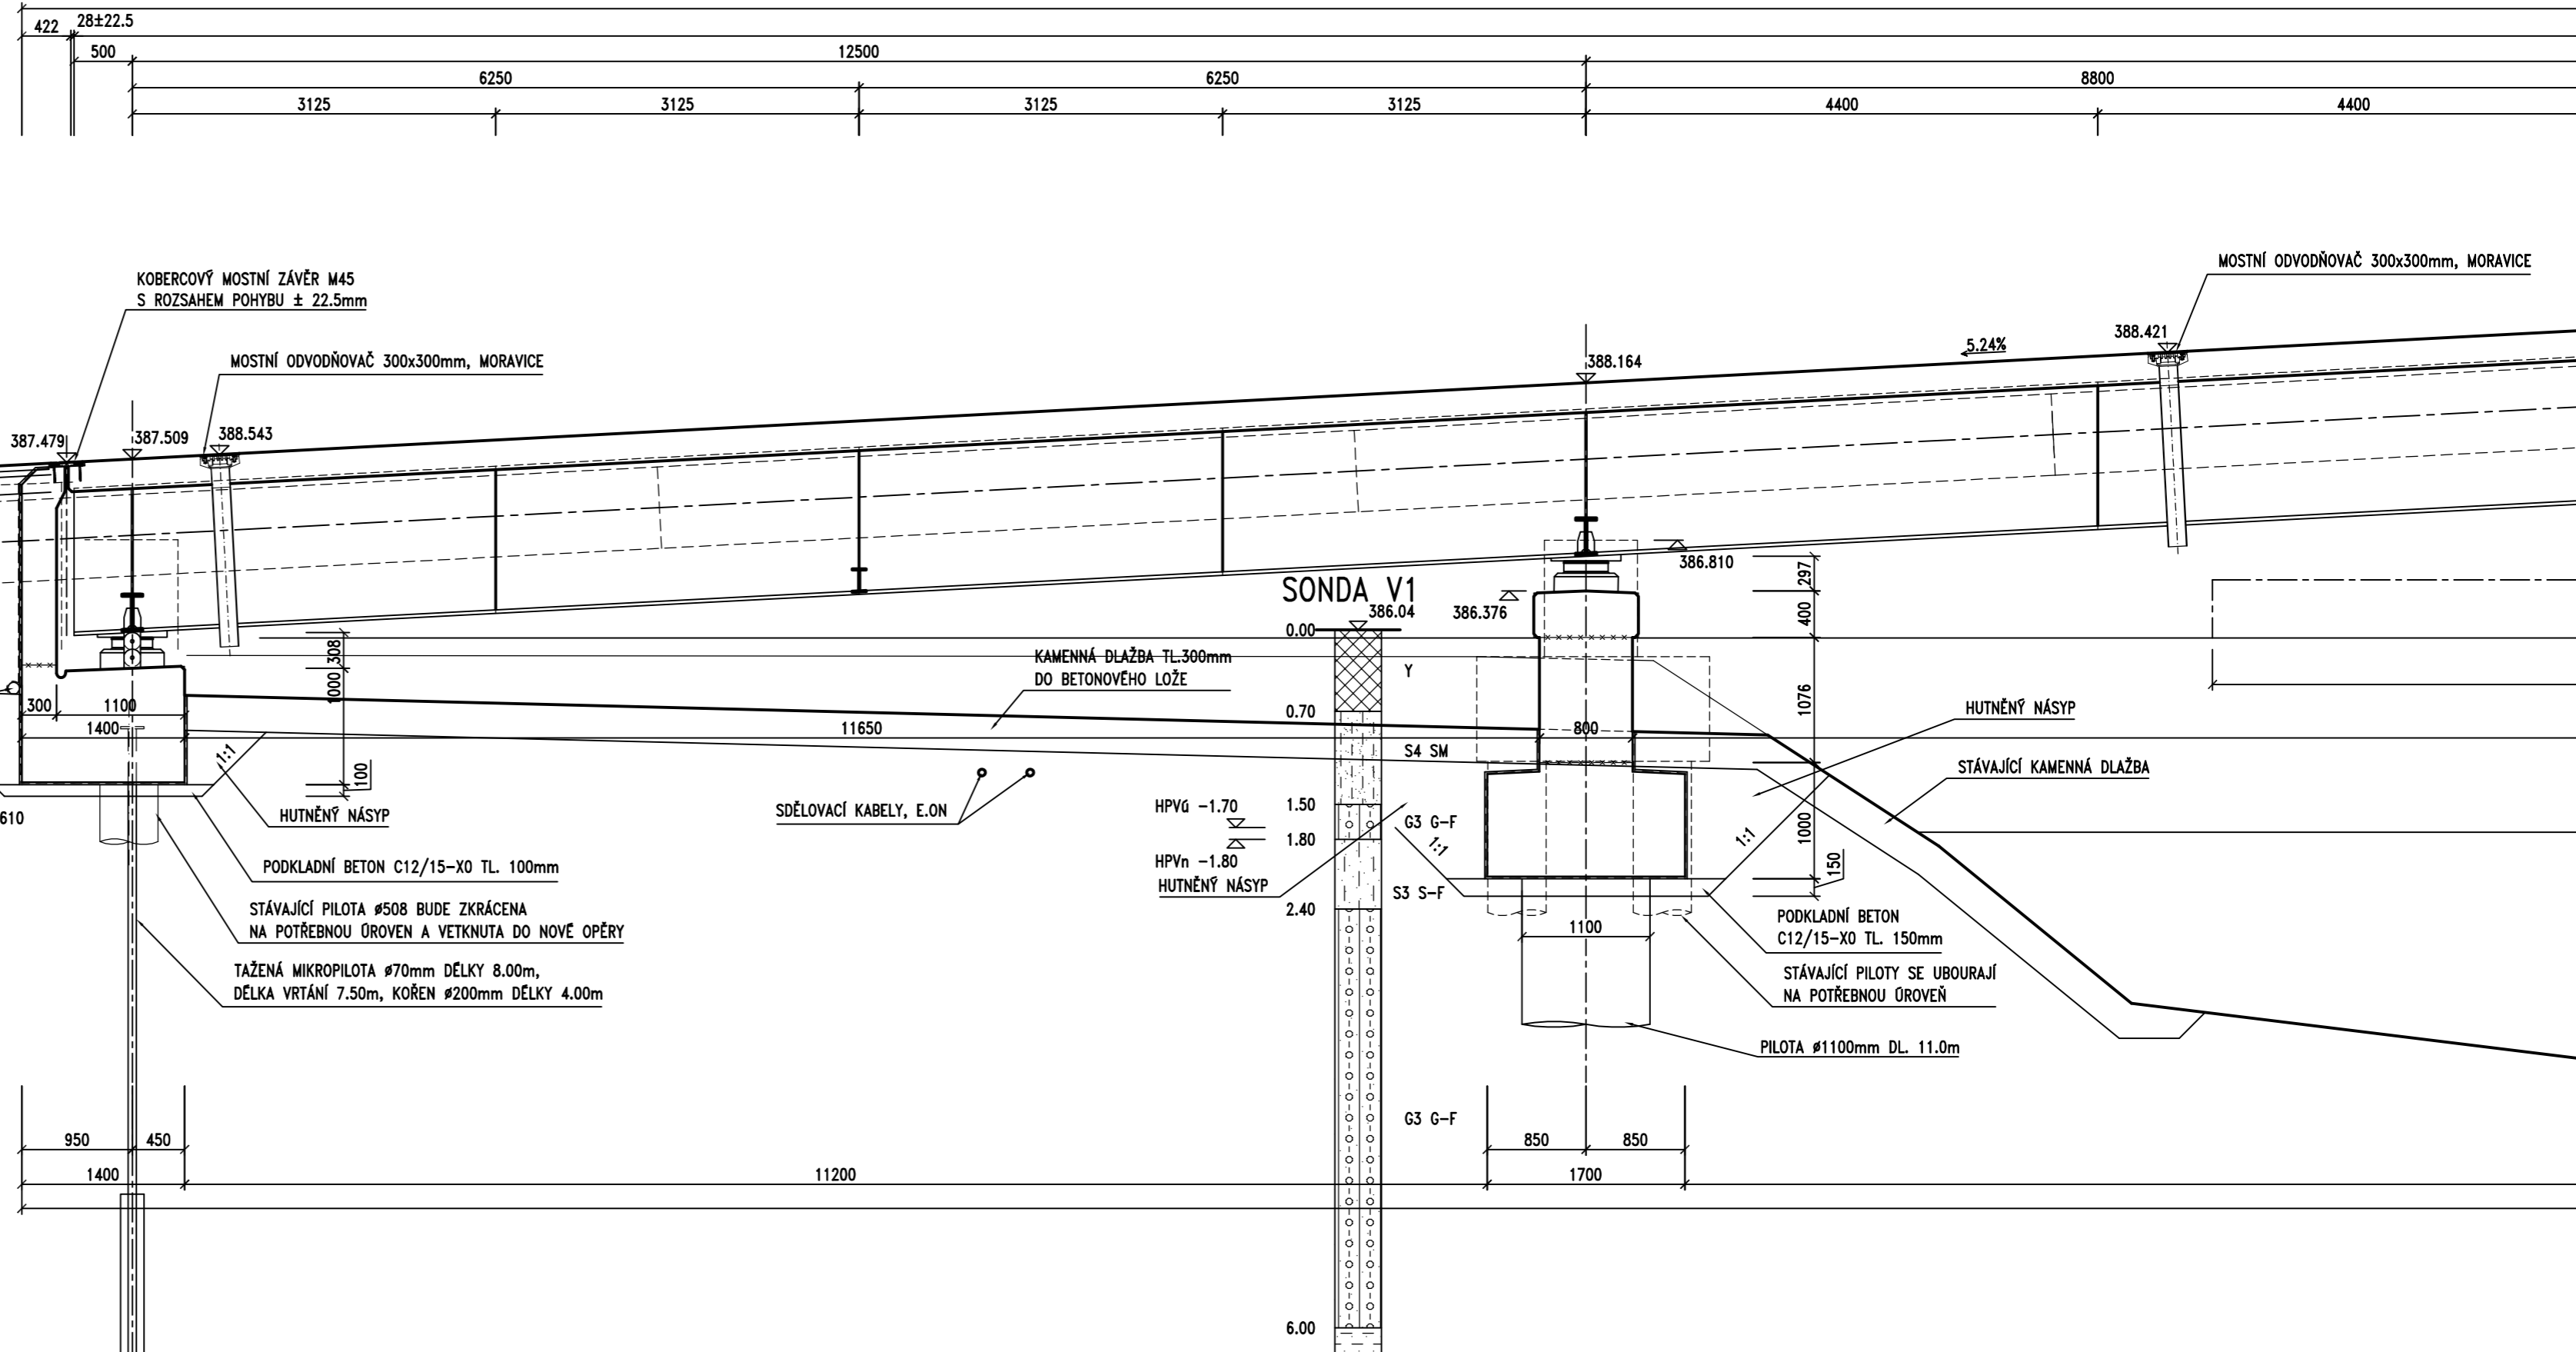 422
28±22.5
500
12500
6250
6250
8800
3125
3125
3125
3125
4400
4400
KOBERCOVÝ MOSTNÍ ZÁVĚR M45
S ROZSAHEM POHYBU ± 22.5mm
MOSTNÍ ODVODŇOVAČ 300x300mm, MORAVICE
MOSTNÍ ODVODŇOVAČ 300x300mm, MORAVICE
388.421
5.24%
388.164
387.479
387.509
388.543
386.810
SONDA V1
386.04
386.376
297
400
1076
1000
150
0.00
Y
0.70
S4 SM
1.50
G3 G-F
1.80
S3 S-F
2.40
G3 G-F
6.00
HPVú -1.70
HPVn -1.80
HUTNĚNÝ NÁSYP
KAMENNÁ DLAŽBA TL.300mm
DO BETONOVÉHO LOŽE
308
1000
100
300
1100
1400
11650
800
1:1
1:1
1:1
HUTNĚNÝ NÁSYP
STÁVAJÍCÍ KAMENNÁ DLAŽBA
SDĚLOVACÍ KABELY, E.ON
610
HUTNĚNÝ NÁSYP
PODKLADNÍ BETON C12/15-X0 TL. 100mm
STÁVAJÍCÍ PILOTA ø508 BUDE ZKRÁCENA
NA POTŘEBNOU ÚROVEN A VETKNUTA DO NOVÉ OPĚRY
TAŽENÁ MIKROPILOTA ø70mm DÉLKY 8.00m,
DÉLKA VRTÁNÍ 7.50m, KOŘEN ø200mm DÉLKY 4.00m
1100
PODKLADNÍ BETON
C12/15-X0 TL. 150mm
STÁVAJÍCÍ PILOTY SE UBOURAJÍ
NA POTŘEBNOU ÚROVEŇ
PILOTA ø1100mm DL. 11.0m
950
450
850
850
1400
11200
1700